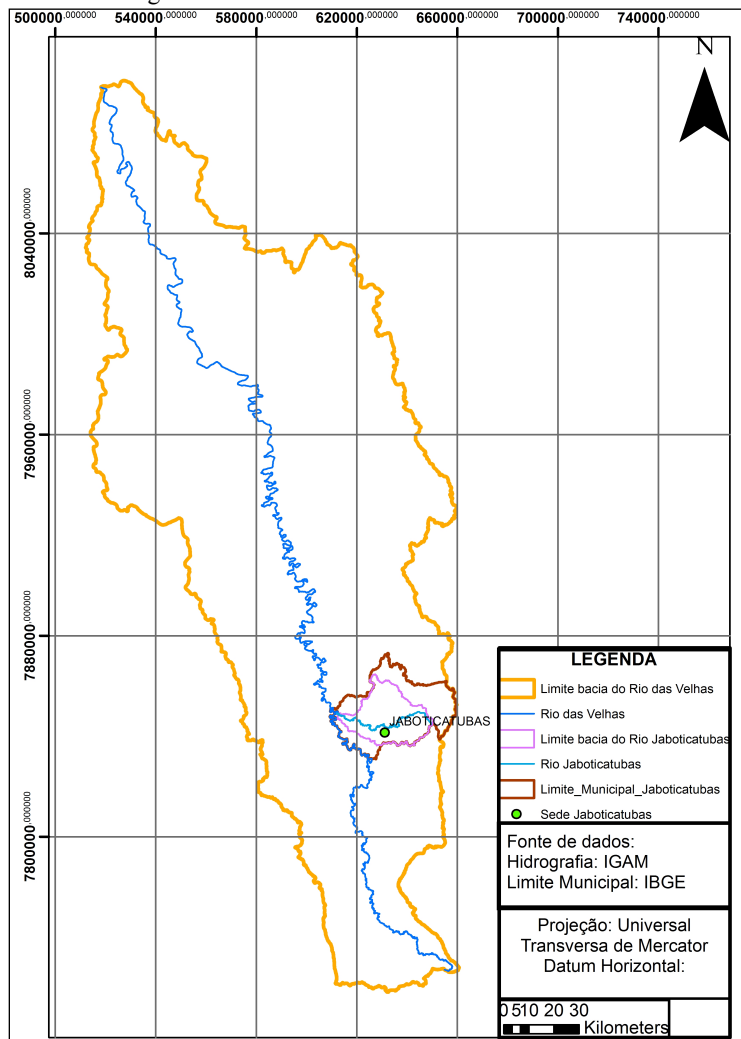 500000,000000 540000,000000 580000,000000 620000,000000 660000,000000 700000,000000 740000,000000
N
8040000,000000
7960000,000000
7880000,000000
7800000,000000
JABOTICATUBAS
LEGENDA
Limite bacia do Rio das Velhas
Rio das Velhas
Limite bacia do Rio Jaboticatubas
Rio Jaboticatubas
Limite_Municipal_Jaboticatubas
Sede Jaboticatubas
Fonte de dados:
Hidrografia: IGAM
Limite Municipal: IBGE
Projeção: Universal
Transversa de Mercator
Datum Horizontal:
0 5 10 20 30
Kilometers